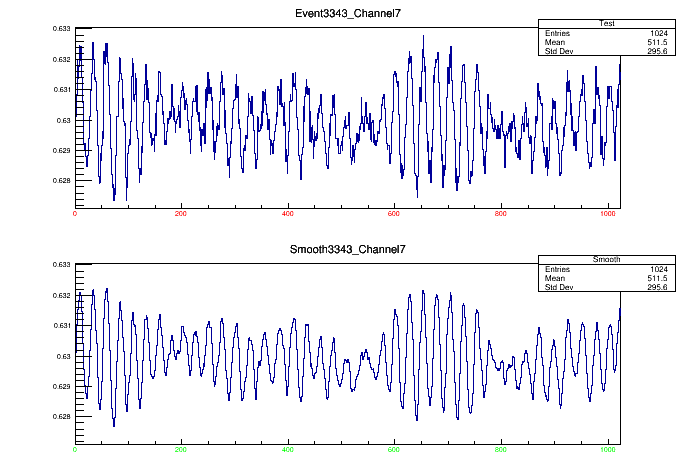 Event3343_Channel7
Test
Entries 1024
Mean 511.5
Std Dev 295.6
0.633
0.632
0.631
0.63
0.629
0.628
0 200 400 600 800 1000
Smooth3343_Channel7
Smooth
Entries 1024
Mean 511.5
Std Dev 295.6
0.633
0.632
0.631
0.63
0.629
0.628
0 200 400 600 800 1000